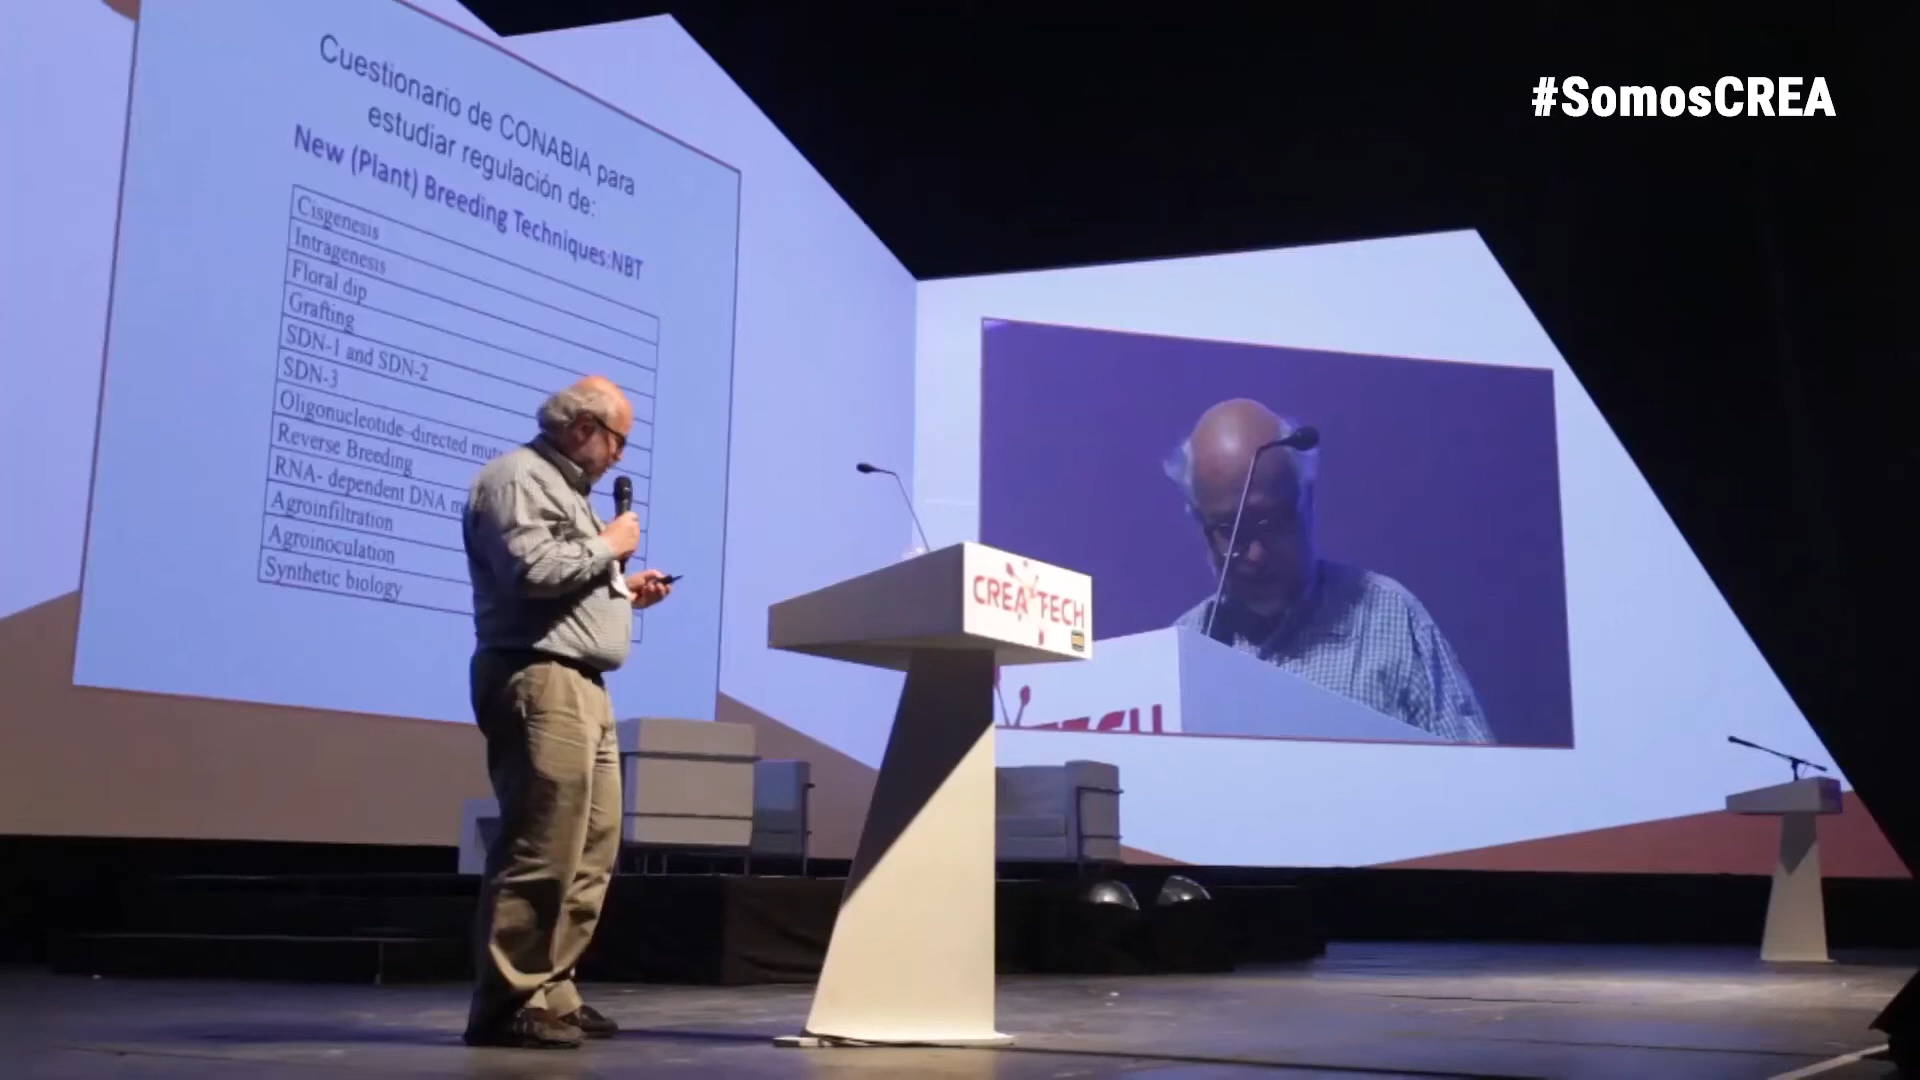 #SomosCREA
Cuestionario de CONABIA para
estudiar regulación de:
New (Plant) Breeding Techniques:NBT
Cisgenesis
Intragenesis
Floral dip
Grafting
SDN-1 and SDN-2
SDN-3
Oligonucleotide-directed
Reverse Breeding
RNA- dependent DNA
Agroinfiltration
Agroinoculation
Synthetic biology
CREA TECH
TECH